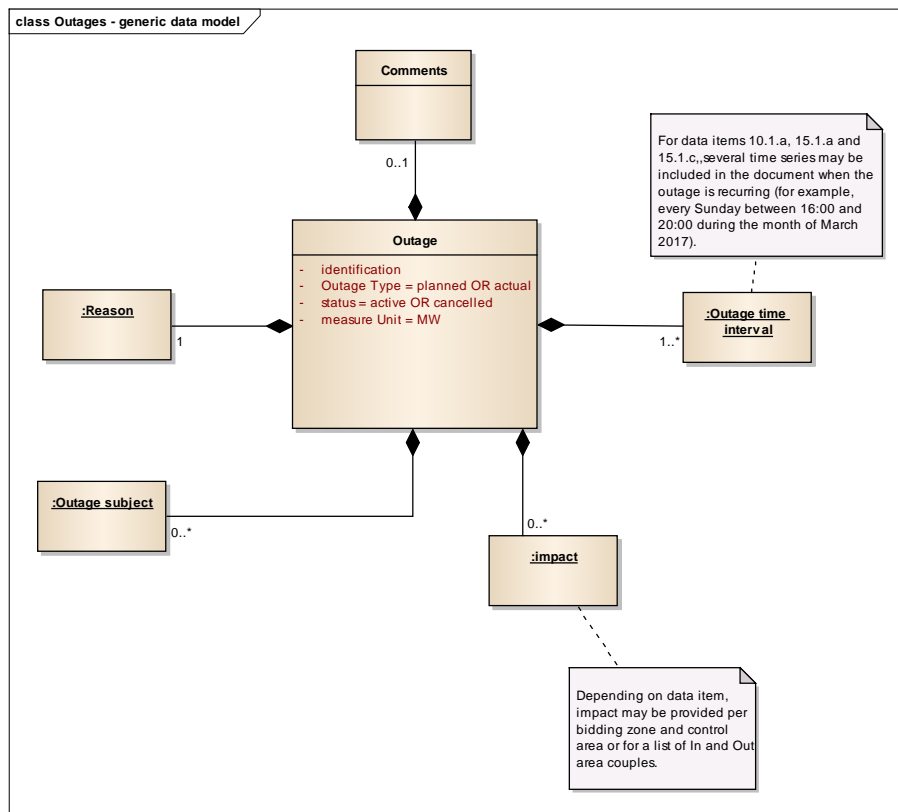 class Outages - generic data model
Comments
0..1
For data items 10.1.a, 15.1.a and
15.1.c,,several time series may be
included in the document when the
outage is recurring (for example,
every Sunday between 16:00 and
20:00 during the month of March
2017).
Outage
- identification
- Outage Type = planned OR actual
- status = active OR cancelled
- measure Unit = MW
:Reason
1
:Outage time
interval
1..*
:Outage subject
0..*
0..*
:impact
Depending on data item,
impact may be provided per
bidding zone and control
area or for a list of In and Out
area couples.